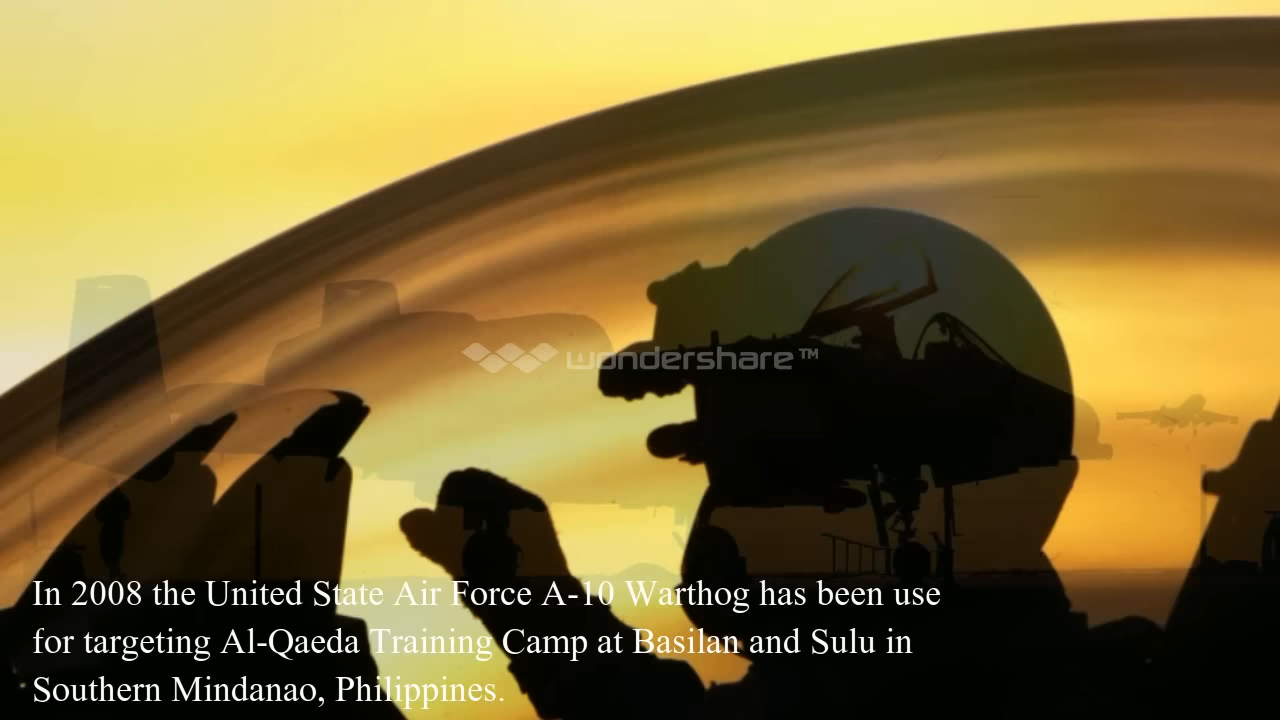 wondershare™
In 2008 the United State Air Force A-10 Warthog has been use
for targeting Al-Qaeda Training Camp at Basilan and Sulu in
Southern Mindanao, Philippines.